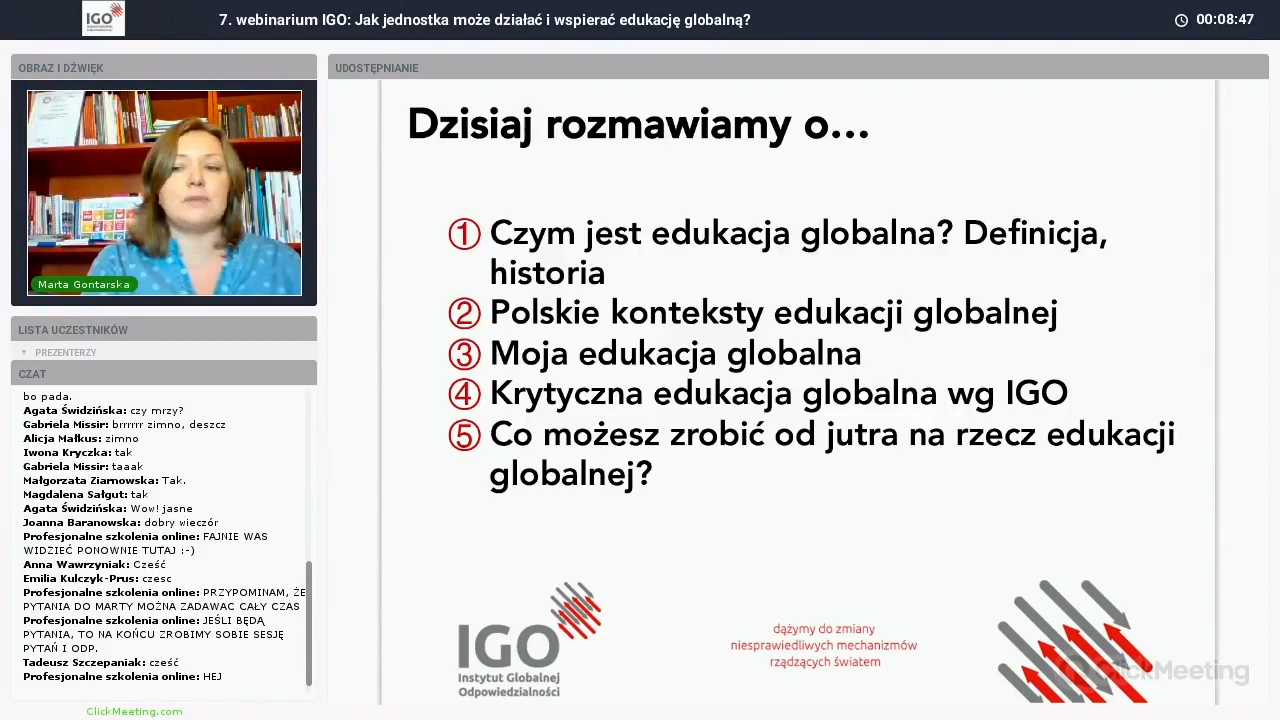 IGO
7. webinarium IGO: Jak jednostka może działać i wspierać edukację globalną?
00:08:47
OBRAZ I DŹWIĘK
Marta Gontarska
LISTA UCZESTNIKÓW
PREZENTERZY
CZAT
bo pada.
Agata Świdzińska: czy mrzy?
Gabriela Missir: brrrrrr zimno, deszcz
Alicja Małkus: zimno
Iwona Kryczka: tak
Gabriela Missir: taaak
Małgorzata Ziarnowska: Tak.
Magdalena Sałgut: tak
Agata Świdzińska: Wow! jasne
Joanna Baranowska: dobry wieczór
Profesjonalne szkolenia online: FAJNIE WAS
WIDZIEĆ PONOWNIE TUTAJ :-)
Anna Wawrzyniak: Cześć
Emilia Kulczyk-Prus: czesc
Profesjonalne szkolenia online: PRZYPOMINAM, ŻE
PYTANIA DO MARTY MOŻNA ZADAWAC CAŁY CZAS
Profesjonalne szkolenia online: JEŚLI BĘDĄ
PYTANIA, TO NA KOŃCU ZROBIMY SOBIE SESJĘ
PYTAŃ I ODP.
Tadeusz Szczepaniak: cześć
Profesjonalne szkolenia online: HEJ
ClickMeeting.com
UDOSTĘPNIANIE
Dzisiaj rozmawiamy o...
① Czym jest edukacja globalna? Definicja,
historia
② Polskie konteksty edukacji globalnej
③ Moja edukacja globalna
④ Krytyczna edukacja globalna wg IGO
⑤ Co możesz zrobić od jutra na rzecz edukacji
globalnej?
IGO
Instytut Globalnej
Odpowiedzialności
dążymy do zmiany
niesprawiedliwych mechanizmów
rządzących światem
ClickMeeting